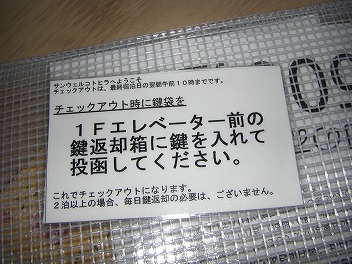 サンウェルコトヒラへようこそ
チェックアウトは、最終宿泊日の翌朝午前10時までです。
チェックアウト時に鍵袋を
1Fエレベーター前の
鍵返却箱に鍵を入れて
投函してください。
これでチェックアウトになります。
2泊以上の場合、毎日鍵返却の必要は、ございません。